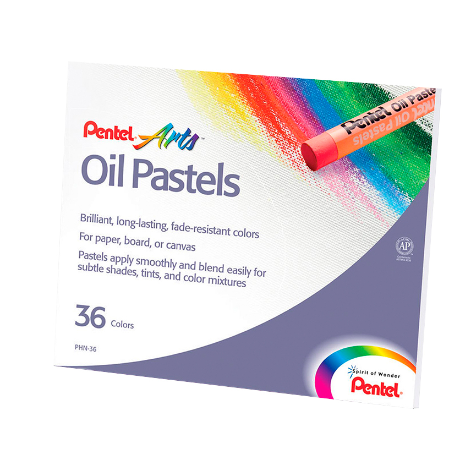 Pentel Arts
Oil Pastels
Brilliant, long-lasting, fade-resistant colors
For paper, board, or canvas
Pastels apply smoothly and blend easily for
subtle shades, tints, and color mixtures
36 Colors
PHN-36
Pentel Oil Paste
Oil Pastels
AP
Spirit of Wonder
Pentel